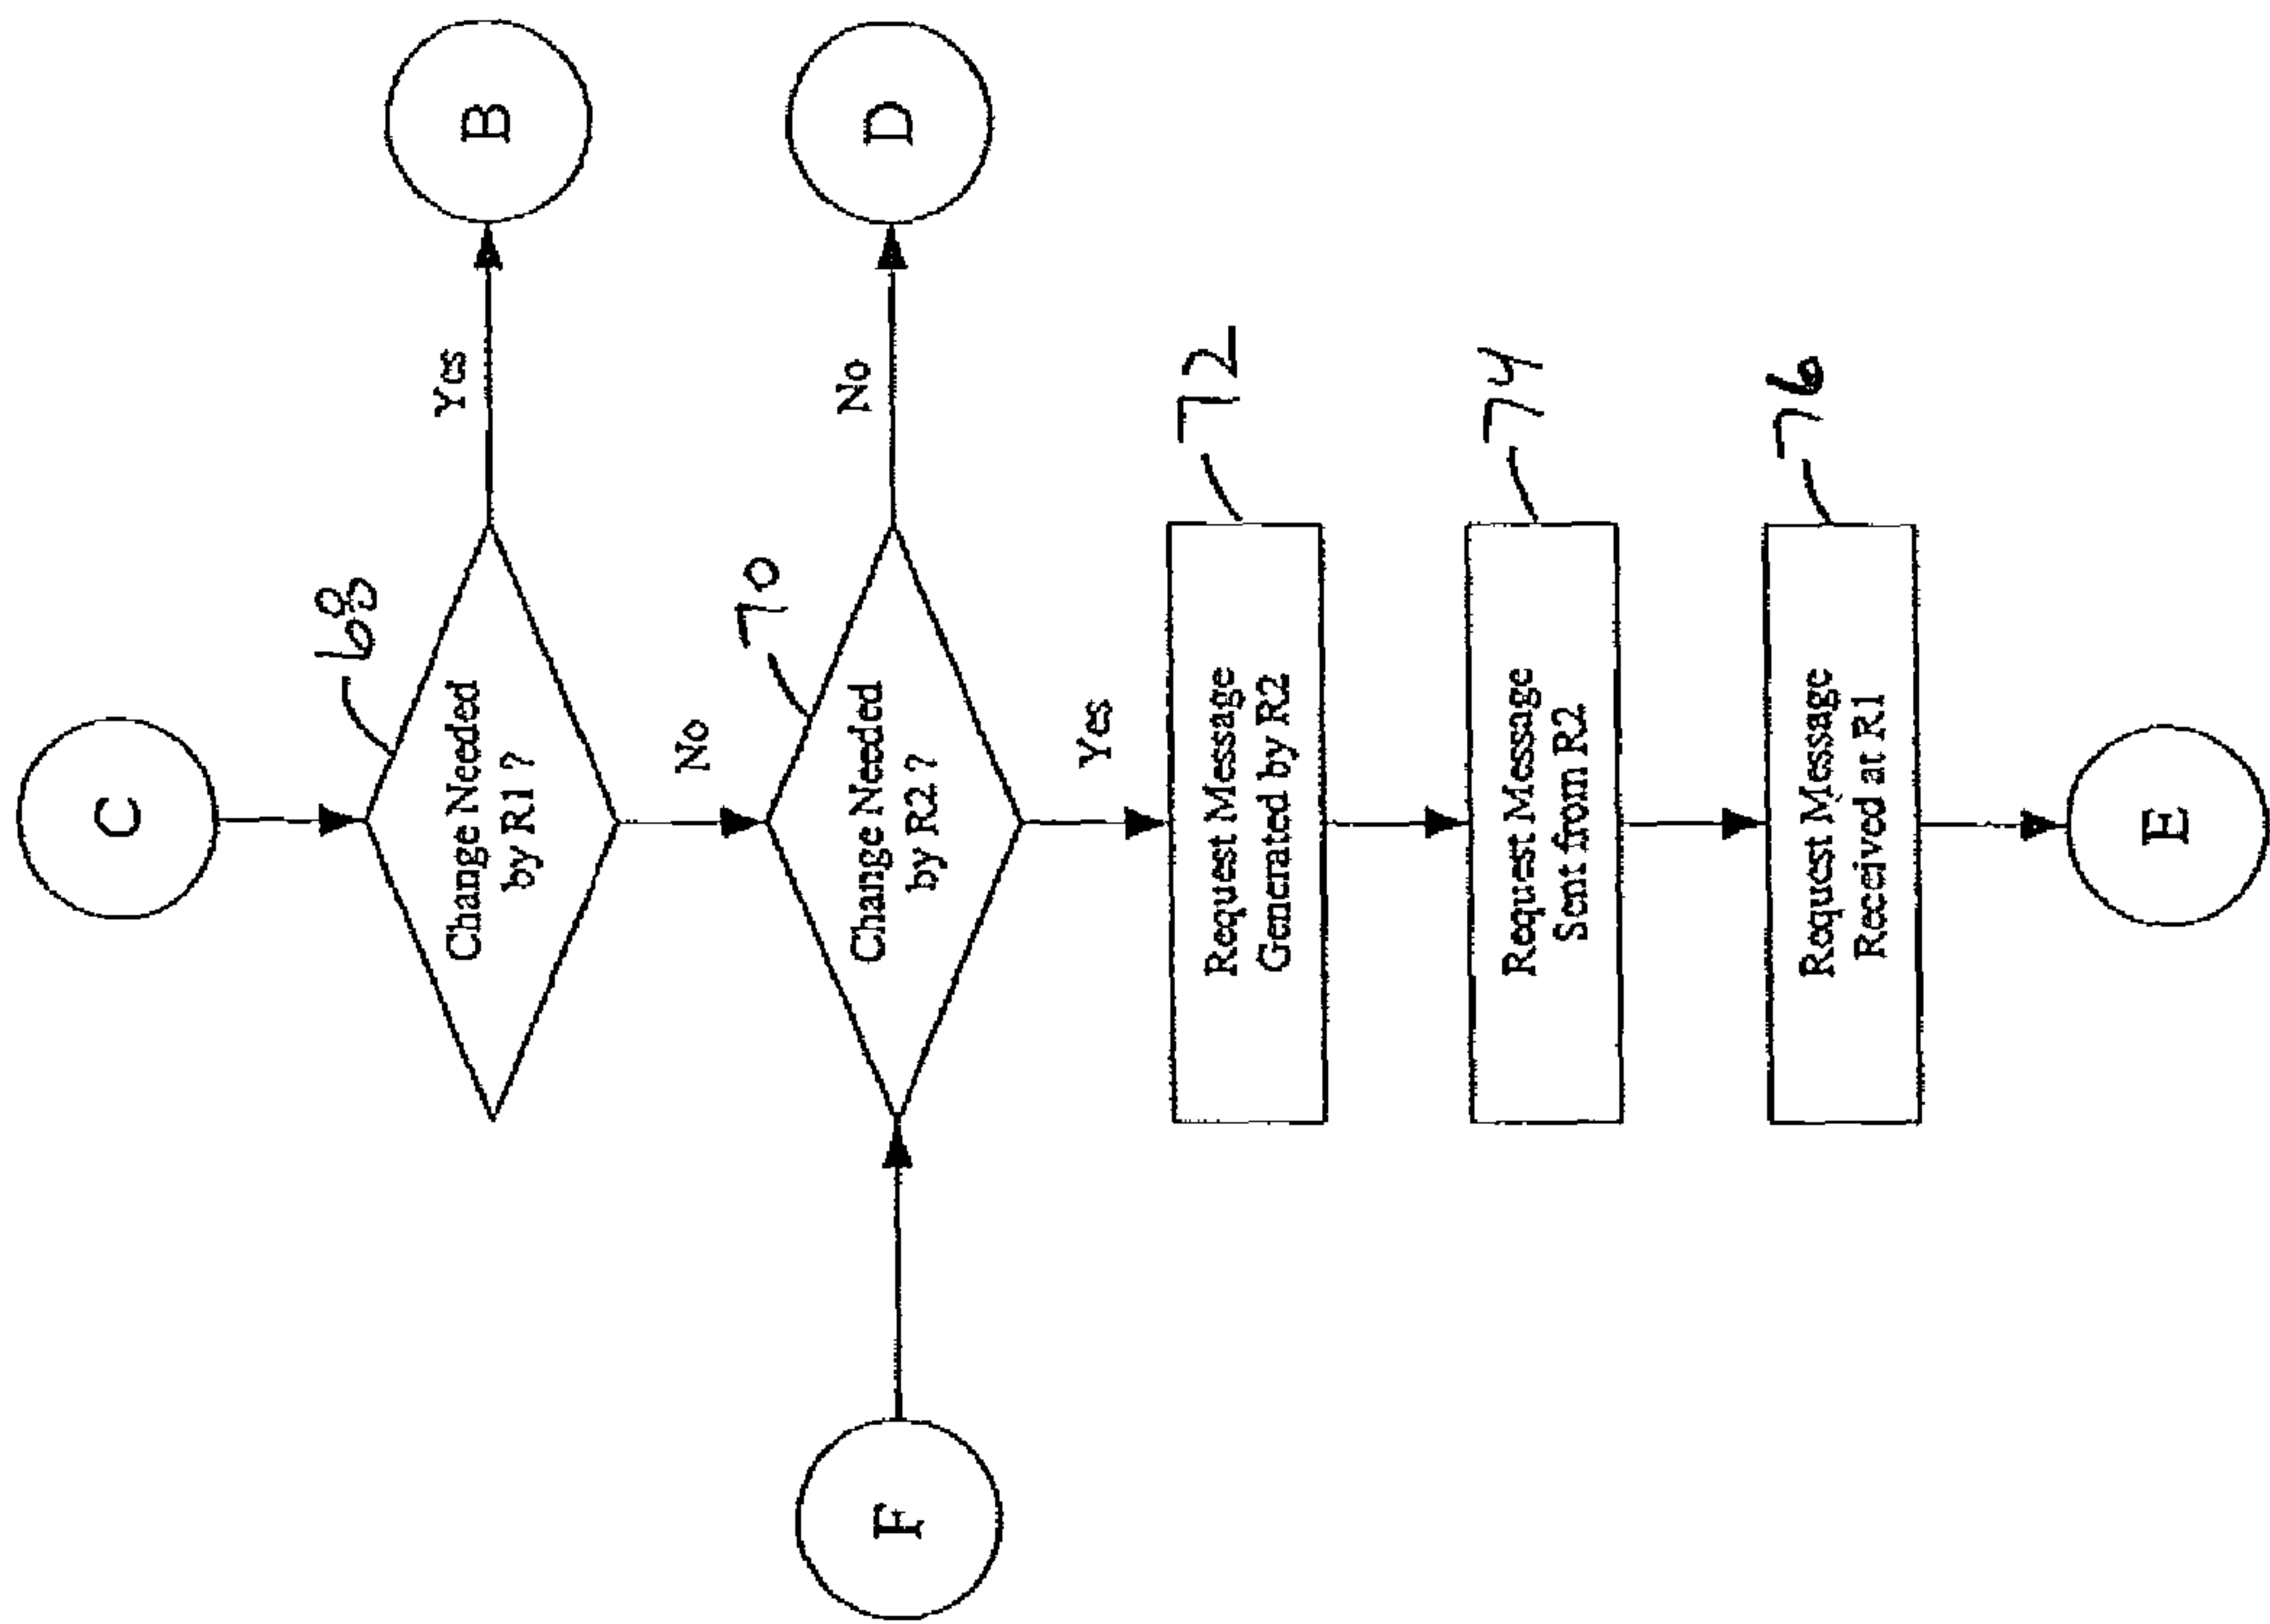 C
68
Change Needed
by R1 ?
Yes
B
No
F
70
Change Needed
by R2 ?
No
D
Yes
Request Message
Generated by R2
72
Request Message
Sent from R2
74
Request Message
Received at R1
76
E